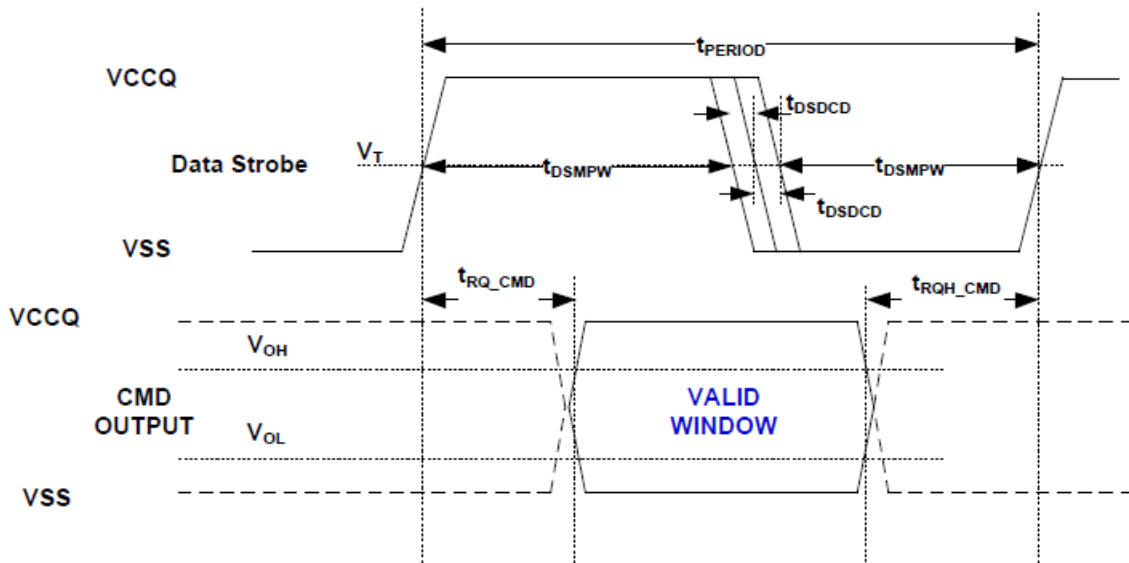 tPERIOD
VCCQ
tDSDCD
VT
Data Strobe
tDSMPW
tDSMPW
tDSDCD
VSS
tRQ_CMD
tRQH_CMD
VCCQ
VOH
CMD
OUTPUT
VALID
WINDOW
VOL
VSS